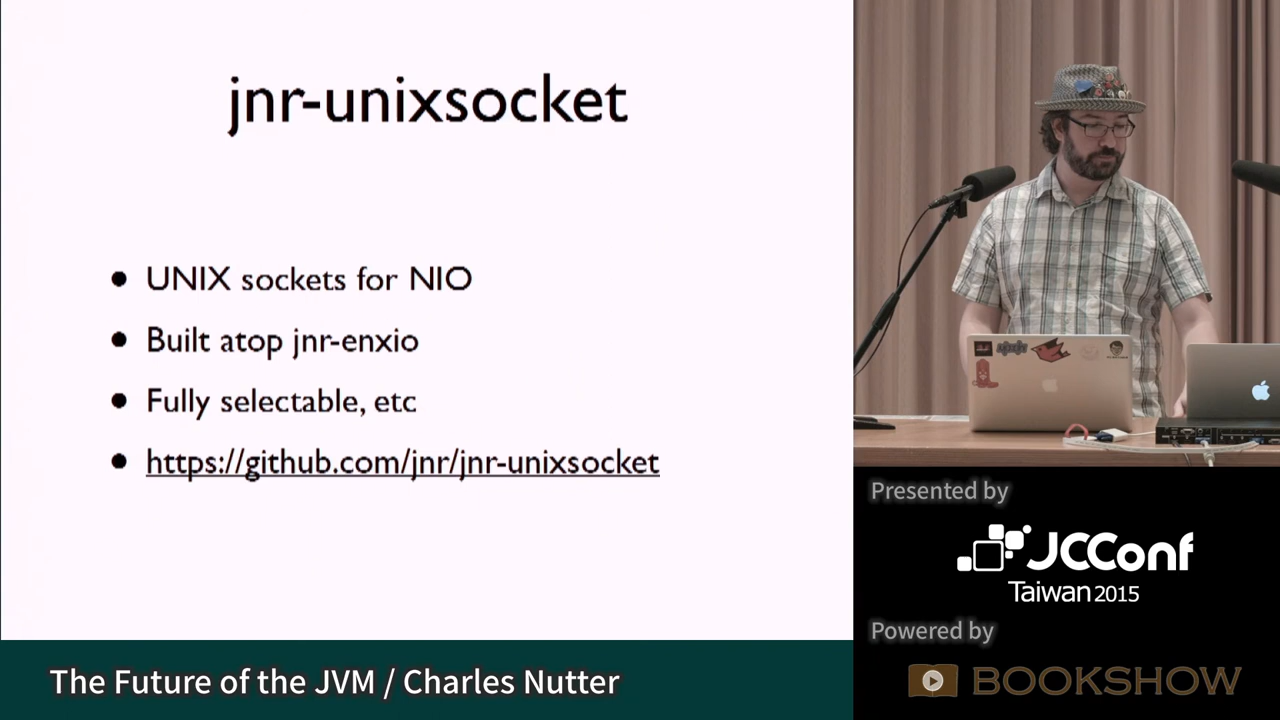 jnr-unixsocket
UNIX sockets for NIO
Built atop jnr-enxio
Fully selectable, etc
https://github.com/jnr/jnr-unixsocket
Presented by
JCConf
Taiwan 2015
Powered by
BOOKSHOW
The Future of the JVM / Charles Nutter